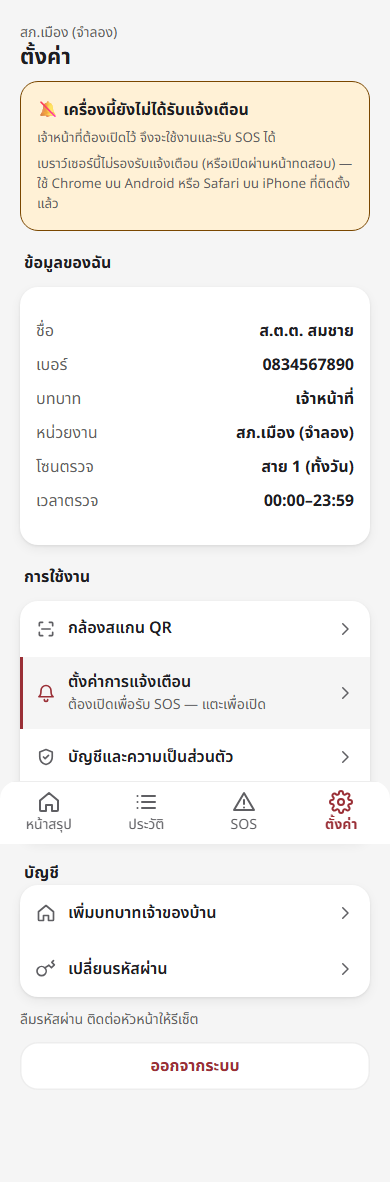 สภ.เมือง (จำลอง)
ตั้งค่า
เครื่องนี้ยังไม่ได้รับแจ้งเตือน
เจ้าหน้าที่ต้องเปิดไว้ จึงจะใช้งานและรับ SOS ได้
เบราว์เซอร์นี้ไม่รองรับแจ้งเตือน (หรือเปิดผ่านหน้าทดสอบ) —
ใช้ Chrome บน Android หรือ Safari บน iPhone ที่ติดตั้ง
แล้ว
ข้อมูลของฉัน
ชื่อ ส.ต.ต. สมชาย
เบอร์ 0834567890
บทบาท เจ้าหน้าที่
หน่วยงาน สภ.เมือง (จำลอง)
โซนตรวจ สาย 1 (ทั้งวัน)
เวลาตรวจ 00:00–23:59
การใช้งาน
กล้องสแกน QR
ตั้งค่าการแจ้งเตือน
ต้องเปิดเพื่อรับ SOS — แตะเพื่อเปิด
บัญชีและความเป็นส่วนตัว
หน้าสรุป ประวัติ SOS ตั้งค่า
บัญชี
เพิ่มบทบาทเจ้าของบ้าน
เปลี่ยนรหัสผ่าน
ลืมรหัสผ่าน ติดต่อหัวหน้าให้รีเซ็ต
ออกจากระบบ